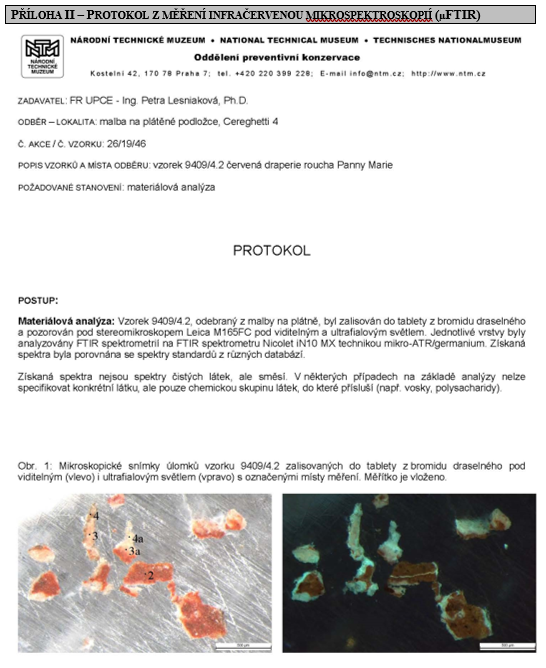 PŘÍLOHA II – PROTOKOL Z MĚŘENÍ INFRAČERVENOU MIKROSPEKTROSKOPIÍ (μFTIR)
NÁRODNÍ TECHNICKÉ MUZEUM • NATIONAL TECHNICAL MUSEUM • TECHNISCHES NATIONALMUSEUM
Oddělení preventivní konzervace
Kostelní 42, 170 78 Praha 7; tel. +420 220 399 228; E-mail info@ntm.cz; http://www.ntm.cz
NTM
NÁRODNÍ
TECHNICKÉ
MUZEUM
ZADAVATEL: FR UPCE - Ing. Petra Lesniaková, Ph.D.
ODBĚR – LOKALITA: malba na plátěné podložce, Cereghetti 4
Č. AKCE / Č. VZORKU: 26/19/46
POPIS VZORKŮ A MÍSTA ODBĚRU: vzorek 9409/4.2 červená draperie roucha Panny Marie
POŽADOVANÉ STANOVENÍ: materiálová analýza
PROTOKOL
POSTUP:
Materiálová analýza: Vzorek 9409/4.2, odebraný z malby na plátně, byl zalisován do tablety z bromidu draselného
a pozorován pod stereomikroskopem Leica M165FC pod viditelným a ultrafialovým světlem. Jednotlivé vrstvy byly
analyzovány FTIR spektrometrií na FTIR spektrometru Nicolet iN10 MX technikou mikro-ATR/germanium. Získaná
spektra byla porovnána se spektry standardů z různých databází.
Získaná spektra nejsou spektry čistých látek, ale směsí. V některých případech na základě analýzy nelze
specifikovat konkrétní látku, ale pouze chemickou skupinu látek, do které přísluší (např. vosky, polysacharidy).
Obr. 1: Mikroskopické snímky úlomků vzorku 9409/4.2 zalisovaných do tablety z bromidu draselného pod
viditelným (vlevo) i ultrafialovým světlem (vpravo) s označenými místy měření. Měřítko je vloženo.
4
3
4a
3a
2
500 μm
500 μm